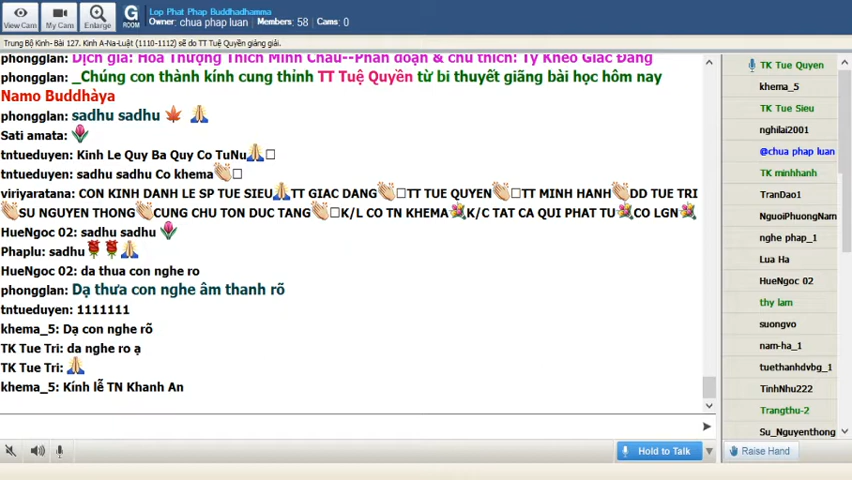 View Cam
My Cam
Enlarge
G
ROOM
Lop Phat Phap Buddhadhamma
Owner: chua phap luan Members: 58 Cams: 0
Trung Bộ Kinh- Bài 127. Kinh A-Na-Luật (1110-1112) sẽ do TT Tuệ Quyền giảng giải.
phongglan: Dịch giả: Hòa Thượng Thích Minh Châu--Phân đoạn & chú thích: Tỳ Kheo Giác Đẳng
phongglan: _Chúng con thành kính cung thỉnh TT Tuệ Quyền từ bi thuyết giãng bài học hôm nay
Namo Buddhàya
phongglan: sadhu sadhu
Sati amata:
tntueduyen: Kinh Le Quy Ba Quy Co TuNu
tntueduyen: sadhu sadhu Co khema
viriyaratana: CON KINH DANH LE SP TUE SIEU TT GIAC DANG TT TUE QUYEN TT MINH HANH DD TUE TRI
SU NGUYEN THONG CUNG CHU TON DUC TANG K/L CO TN KHEMA K/C TAT CA QUI PHAT TU CO LGN
HueNgoc 02: sadhu sadhu
Phaplu: sadhu
HueNgoc 02: da thua con nghe ro
phongglan: Dạ thưa con nghe âm thanh rõ
tntueduyen: 1111111
khema_5: Dạ con nghe rõ
TK Tue Tri: da nghe ro ạ
TK Tue Tri:
khema_5: Kính lễ TN Khanh An
TK Tue Quyen
khema_5
TK Tue Sieu
nghilai2001
@chua phap luan
TK minhhanh
TranDao1
NguoiPhuongNam
nghe phap_1
Lua Ha
HueNgoc 02
thy lam
suongvo
nam-ha_1
tuethanhdvbg_1
TinhNhu222
Trangthu-2
Su_Nguyenthong
Hold to Talk
Raise Hand